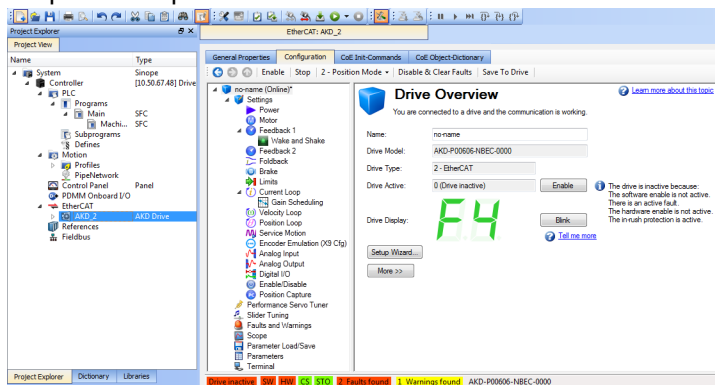 Project Explorer
Project View
Name Type
System Sinope
Controller [10.50.67.48] Drive
PLC
Programs
Main SFC
Machi... SFC
Subprograms
Defines
Motion
Profiles
PipeNetwork
Control Panel Panel
PDMM Onboard I/O
EtherCAT
AKD_2 AKD Drive
References
Fieldbus
Project Explorer Dictionary Libraries
EtherCAT: AKD_2
General Properties Configuration CoE Init-Commands CoE Object-Dictionary
Enable Stop 2 - Position Mode Disable & Clear Faults Save To Drive
no-name (Online)*
Settings
Power
Motor
Feedback 1
Wake and Shake
Feedback 2
Foldback
Brake
Limits
Current Loop
Gain Scheduling
Velocity Loop
Position Loop
Service Motion
Encoder Emulation (X9 Cfg)
Analog Input
Analog Output
Digital I/O
Enable/Disable
Position Capture
Performance Servo Tuner
Slider Tuning
Faults and Warnings
Scope
Parameter Load/Save
Parameters
Terminal
Drive Overview
Learn more about this topic
You are connected to a drive and the communication is working.
Name: no-name
Drive Model: AKD-P00606-NBEC-0000
Drive Type: 2 - EtherCAT
Drive Active: 0 (Drive inactive) Enable
The drive is inactive because:
The software enable is not active.
There is an active fault.
The hardware enable is not active.
The in-rush protection is active.
Drive Display: F4 Blink
Tell me more
Setup Wizard...
More >>
Drive inactive SW HW CS STO 2 Faults found 1 Warnings found AKD-P00606-NBEC-0000